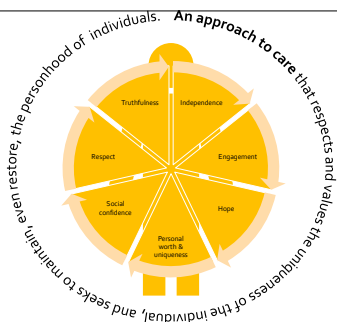 An approach to care that respects and values the uniqueness of the individual, and seeks to maintain, even restore, the personhood of individuals.
Independence
Engagement
Hope
Personal
worth &
uniqueness
Social
confidence
Respect
Truthfulness